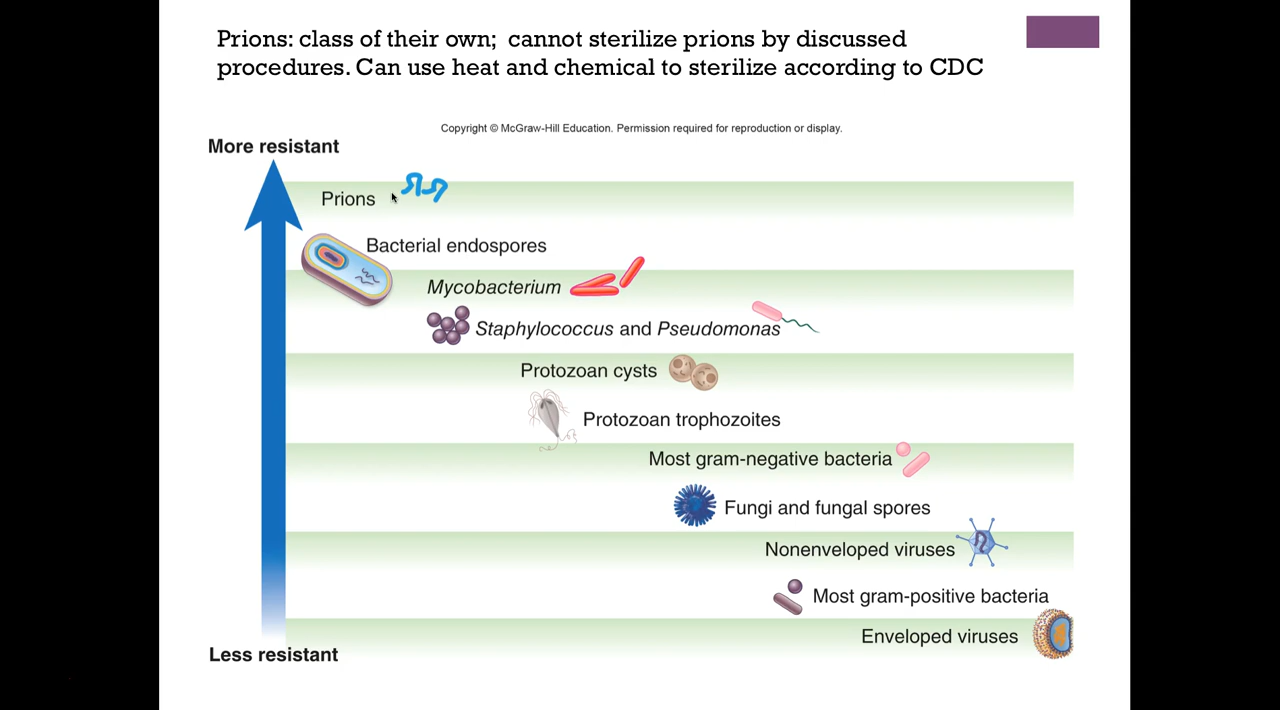 Prions: class of their own; cannot sterilize prions by discussed
procedures. Can use heat and chemical to sterilize according to CDC
Copyright © McGraw-Hill Education. Permission required for reproduction or display.
More resistant
Prions
Bacterial endospores
Mycobacterium
Staphylococcus and Pseudomonas
Protozoan cysts
Protozoan trophozoites
Most gram-negative bacteria
Fungi and fungal spores
Nonenveloped viruses
Most gram-positive bacteria
Enveloped viruses
Less resistant